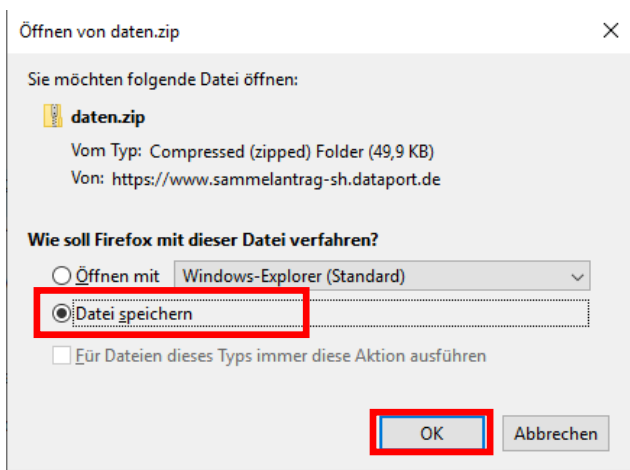 Öffnen von daten.zip
Sie möchten folgende Datei öffnen:
daten.zip
Vom Typ: Compressed (zipped) Folder (49,9 KB)
Von: https://www.sammelantrag-sh.dataport.de
Wie soll Firefox mit dieser Datei verfahren?
Öffnen mit Windows-Explorer (Standard)
Datei speichern
Für Dateien dieses Typs immer diese Aktion ausführen
OK Abbrechen